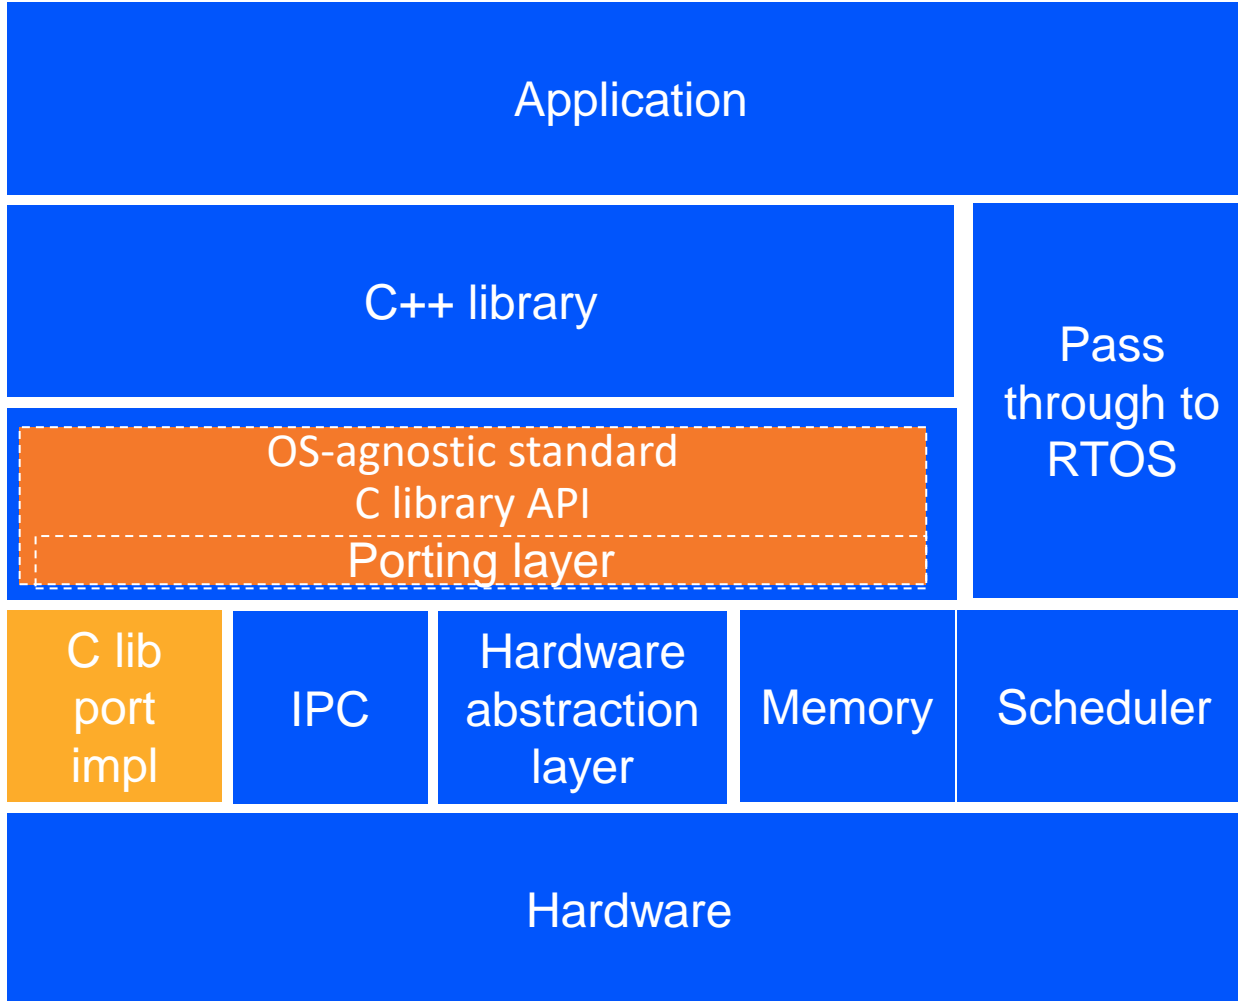 Application
C++ library
Pass
through to
RTOS
OS-agnostic standard
C library API
Porting layer
C lib
port
impl
IPC
Hardware
abstraction
layer
Memory
Scheduler
Hardware